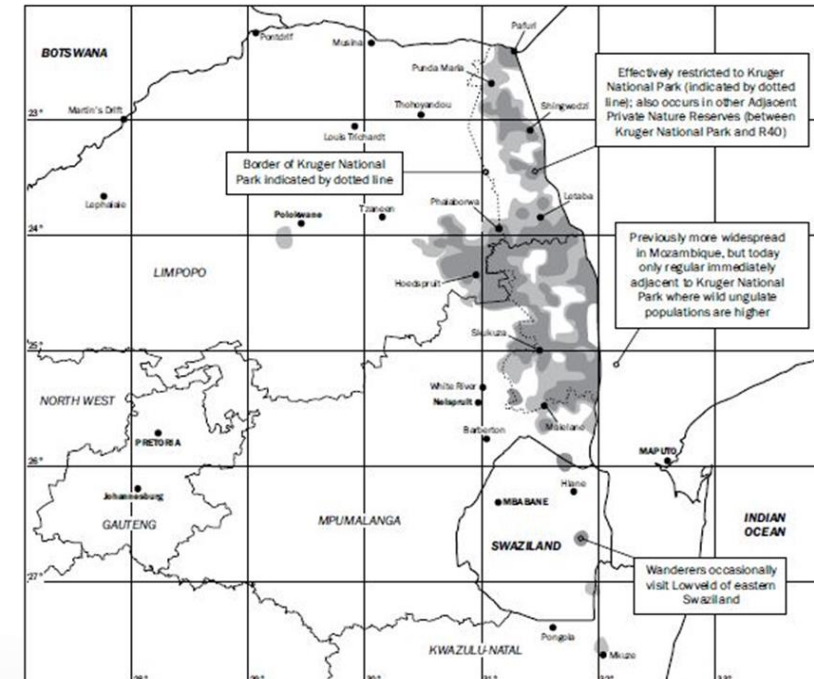 Pafuri
BOTSWANA
Pontdrif
Musina
Punda Maria
Effectively restricted to Kruger
National Park (indicated by dotted
line); also occurs in other Adjacent
Private Nature Reserves (between
Kruger National Park and R40)
Martin's Drift
Thohoyandou
Shingwedzi
23°
Louis Trichardt
Border of Kruger National
Park indicated by dotted line
Lephalale
Polokwane
Tzaneen
Phalaborwa
Letaba
24°
Previously more widespread
in Mozambique, but today
only regular immediately
adjacent to Kruger National
Park where wild ungulate
populations are higher
LIMPOPO
Hoedspruit
Skukuza
25°
White River
NORTH WEST
Nelspruit
Malelane
Barberton
PRETORIA
MAPUTO
26°
Hlane
Johannesburg
MBABANE
GAUTENG
MPUMALANGA
INDIAN
OCEAN
SWAZILAND
Wanderers occasionally
visit Lowveld of eastern
Swaziland
27°
Pongola
KWAZULU-NATAL
Mkuze